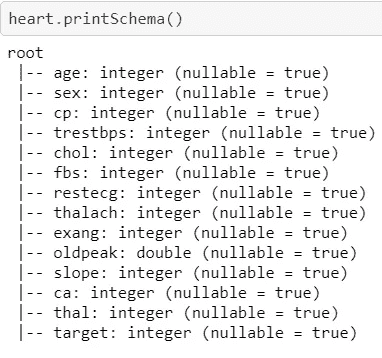 heart.printSchema()
root
 |-- age: integer (nullable = true)
 |-- sex: integer (nullable = true)
 |-- cp: integer (nullable = true)
 |-- trestbps: integer (nullable = true)
 |-- chol: integer (nullable = true)
 |-- fbs: integer (nullable = true)
 |-- restecg: integer (nullable = true)
 |-- thalach: integer (nullable = true)
 |-- exang: integer (nullable = true)
 |-- oldpeak: double (nullable = true)
 |-- slope: integer (nullable = true)
 |-- ca: integer (nullable = true)
 |-- thal: integer (nullable = true)
 |-- target: integer (nullable = true)